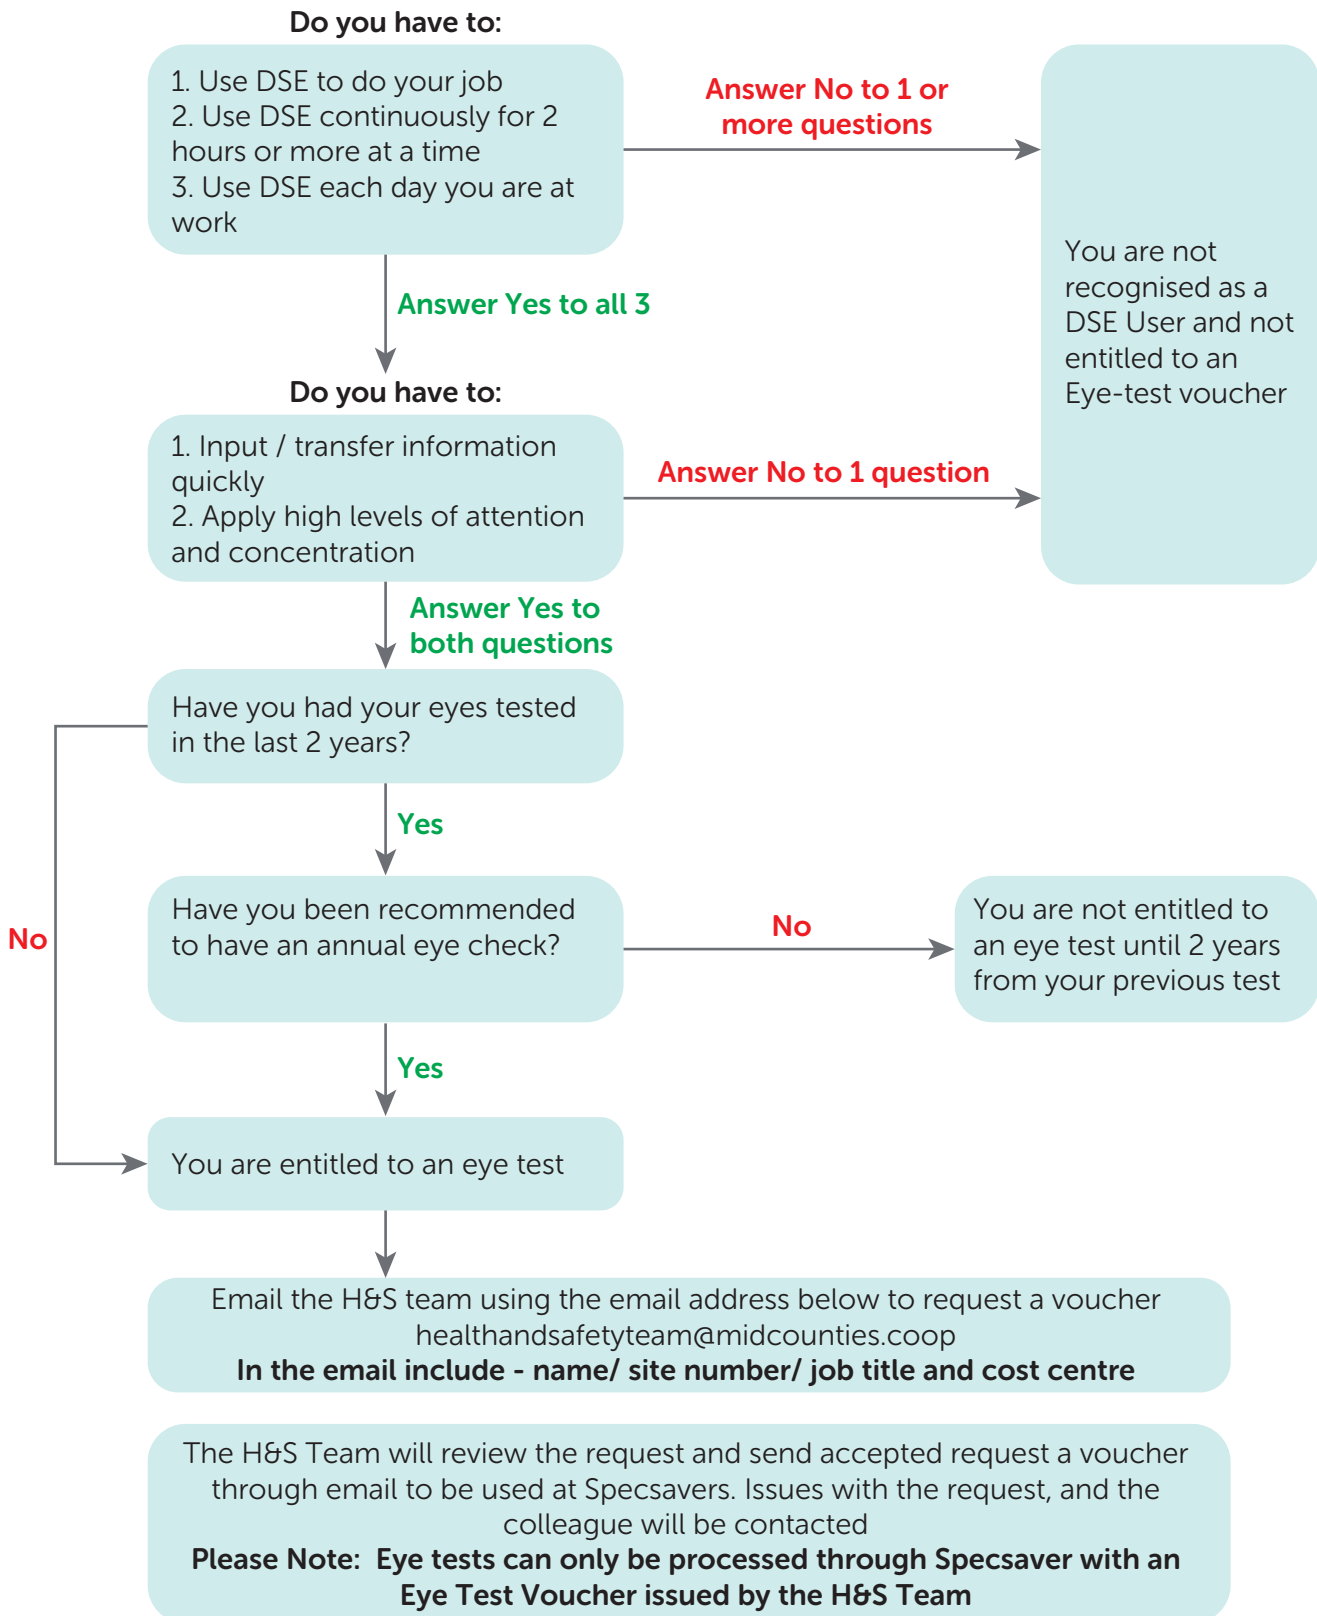 Do you have to:
1. Use DSE to do your job
2. Use DSE continuously for 2
hours or more at a time
3. Use DSE each day you are at
work
Answer No to 1 or
more questions
You are not
recognised as a
DSE User and not
entitled to an
Eye-test voucher
Answer Yes to all 3
Do you have to:
1. Input / transfer information
quickly
2. Apply high levels of attention
and concentration
Answer No to 1 question
Answer Yes to
both questions
Have you had your eyes tested
in the last 2 years?
Yes
No
Have you been recommended
to have an annual eye check?
No
You are not entitled to
an eye test until 2 years
from your previous test
Yes
You are entitled to an eye test
Email the H&S team using the email address below to request a voucher
healthandsafetyteam@midcounties.coop
In the email include - name/ site number/ job title and cost centre
The H&S Team will review the request and send accepted request a voucher
through email to be used at Specsavers. Issues with the request, and the
colleague will be contacted
Please Note:  Eye tests can only be processed through Specsaver with an
Eye Test Voucher issued by the H&S Team